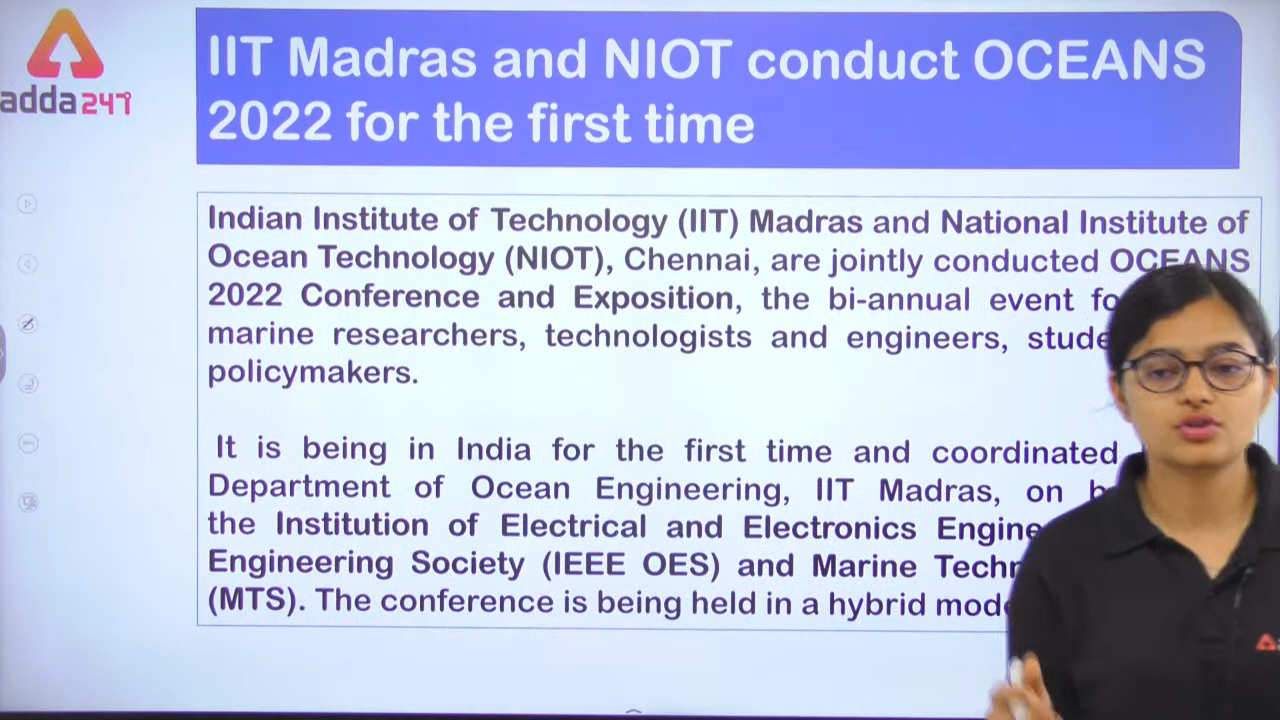 adda247
IIT Madras and NIOT conduct OCEANS
2022 for the first time
Indian Institute of Technology (IIT) Madras and National Institute of
Ocean Technology (NIOT), Chennai, are jointly conducted OCEANS
2022 Conference and Exposition, the bi-annual event fo
marine researchers, technologists and engineers, stude
policymakers.
It is being in India for the first time and coordinated
Department of Ocean Engineering, IIT Madras, on b
the Institution of Electrical and Electronics Engine
Engineering Society (IEEE OES) and Marine Techn
(MTS). The conference is being held in a hybrid mode